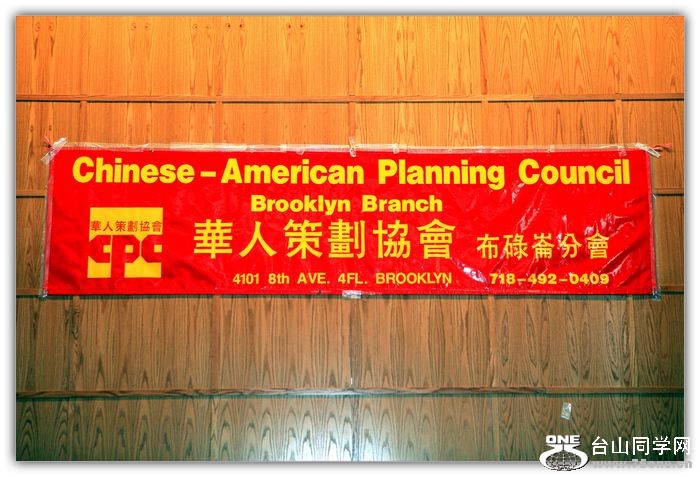 Chinese-American Planning Council
Brooklyn Branch
華人策劃協會
CPC
華人策劃協會 布碌崙分會
4101 8th AVE. 4FL. BROOKLYN 718-492-0409
ONE
台山同学网